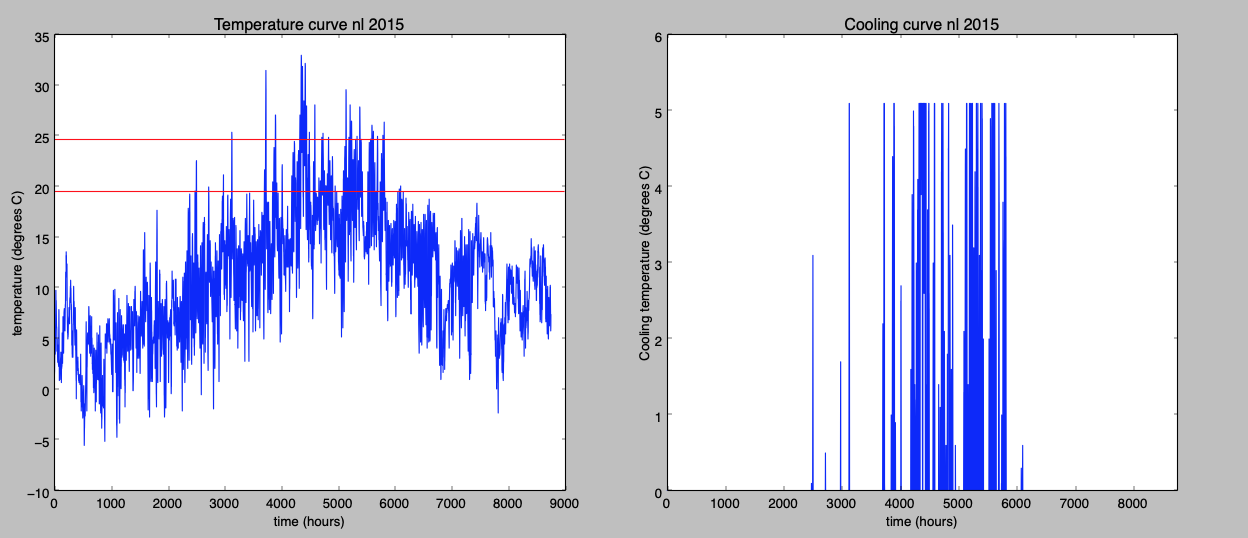 Temperature curve nl 2015
temperature (degrees C)
35
30
25
20
15
10
5
0
−5
−10
0 1000 2000 3000 4000 5000 6000 7000 8000 9000
time (hours)
Cooling curve nl 2015
Cooling temperature (degrees C)
6
5
4
3
2
1
0
0 1000 2000 3000 4000 5000 6000 7000 8000
time (hours)